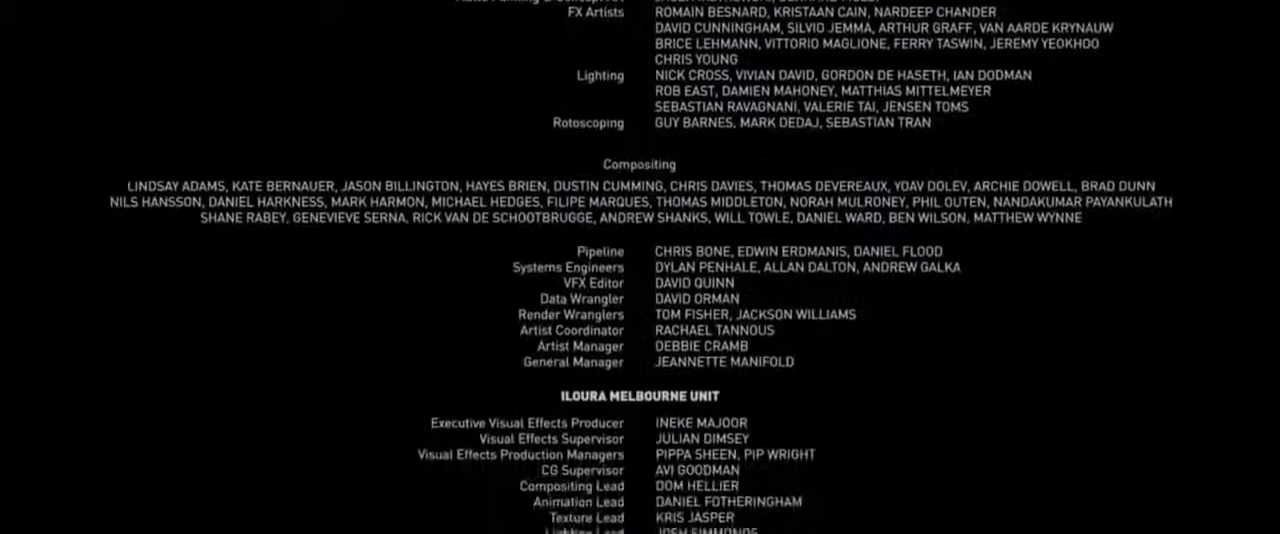 FX Artists ROMAIN BESNARD, KRISTAAN CAIN, NARDEEP CHANDER
DAVID CUNNINGHAM, SILVIO JEMMA, ARTHUR GRAFF, VAN AARDE KRYNAUW
BRICE LEHMANN, VITTORIO MAGLIONE, FERRY TASWIN, JEREMY YEOKHOO
CHRIS YOUNG
Lighting NICK CROSS, VIVIAN DAVID, GORDON DE HASETH, IAN DODMAN
ROB EAST, DAMIEN MAHONEY, MATTHIAS MITTELMEYER
SEBASTIAN RAVAGNANI, VALERIE TAI, JENSEN TOMS
Rotoscoping GUY BARNES, MARK DEDAJ, SEBASTIAN TRAN
Compositing
LINDSAY ADAMS, KATE BERNAUER, JASON BILLINGTON, HAYES BRIEN, DUSTIN CUMMING, CHRIS DAVIES, THOMAS DEVEREAUX, YOAV DOLEV, ARCHIE DOWELL, BRAD DUNN
NILS HANSSON, DANIEL HARKNESS, MARK HARMON, MICHAEL HEDGES, FILIPE MARQUES, THOMAS MIDDLETON, NORAH MULRONEY, PHIL OUTEN, NANDAKUMAR PAYANKULATH
SHANE RABEY, GENEVIEVE SERNA, RICK VAN DE SCHOOTBRUGGE, ANDREW SHANKS, WILL TOWLE, DANIEL WARD, BEN WILSON, MATTHEW WYNNE
Pipeline CHRIS BONE, EDWIN ERDMANIS, DANIEL FLOOD
Systems Engineers DYLAN PENHALE, ALLAN DALTON, ANDREW GALKA
VFX Editor DAVID QUINN
Data Wrangler DAVID ORMAN
Render Wranglers TOM FISHER, JACKSON WILLIAMS
Artist Coordinator RACHAEL TANNOUS
Artist Manager DEBBIE CRAMB
General Manager JEANNETTE MANIFOLD
ILOURA MELBOURNE UNIT
Executive Visual Effects Producer INEKE MAJOOR
Visual Effects Supervisor JULIAN DIMSEY
Visual Effects Production Managers PIPPA SHEEN, PIP WRIGHT
CG Supervisor AVI GOODMAN
Compositing Lead DOM HELLIER
Animation Lead DANIEL FOTHERINGHAM
Texture Lead KRIS JASPER